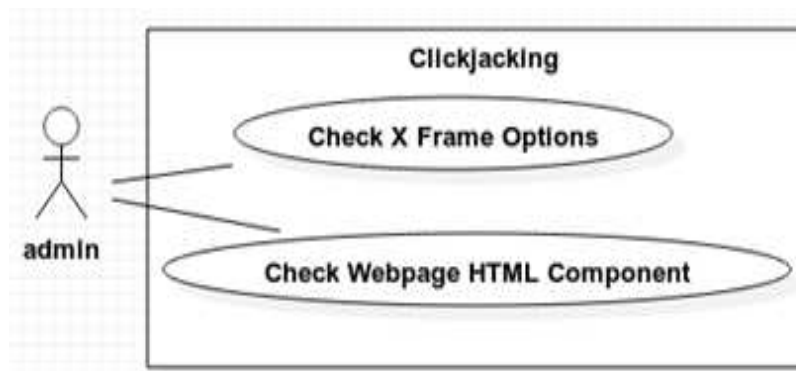 Clickjacking
Check X Frame Options
admin
Check Webpage HTML Component